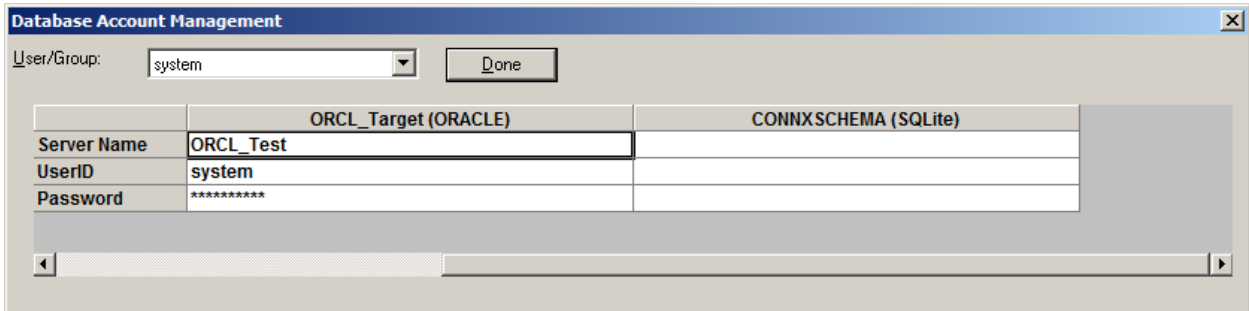 Database Account Management
User/Group: system Done
ORCL_Target (ORACLE) CONNXSCHEMA (SQLite)
Server Name ORCL_Test
UserID system
Password **********